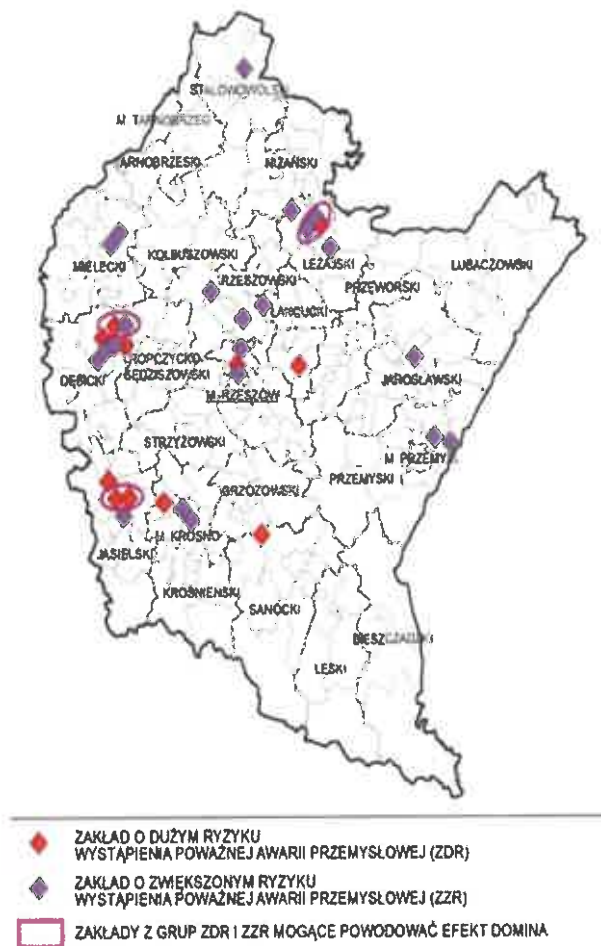 STALOWOWOLSKI
M. TARNOBRZEG
ARNOBRZESKI
NIŻAŃSKI
MIELECKI
KOLBUSZOWSKI
LEŻAJSKI
LUBACZOWSKI
RZESZOWSKI
PRZEWORSKI
ŁAŃCUCKI
ROPCZYCKO
SĘDZISZOWSKI
DĘBICKI
JAROSŁAWSKI
M. RZESZÓW
STRZYŻOWSKI
M. PRZEMY
PRZEMYSKI
BRZOZOWSKI
M. KROSNO
JASIELSKI
KROŚNIEŃSKI
SANOCKI
BIESZCZADZKI
LESKI
ZAKŁAD O DUŻYM RYZYKU
WYSTĄPIENIA POWAŻNEJ AWARII PRZEMYSŁOWEJ (ZDR)
ZAKŁAD O ZWIĘKSZONYM RYZYKU
WYSTĄPIENIA POWAŻNEJ AWARII PRZEMYSŁOWEJ (ZZR)
ZAKŁADY Z GRUP ZDR I ZZR MOGĄCE POWODOWAĆ EFEKT DOMINA